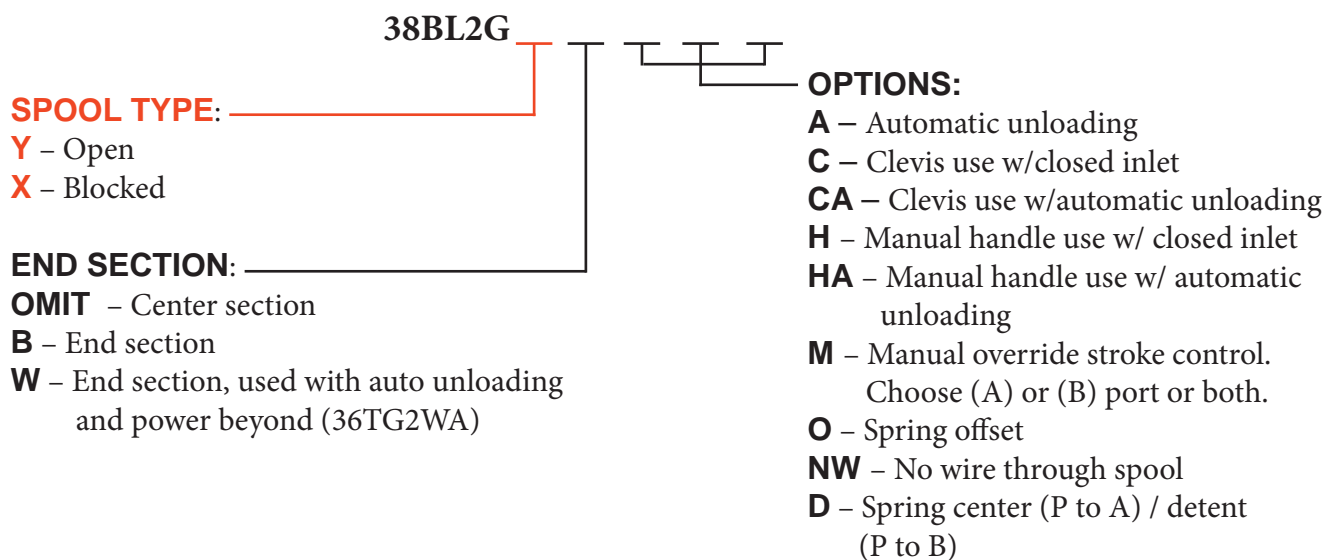 38BL2G
SPOOL TYPE:
Y – Open
X – Blocked
END SECTION:
OMIT – Center section
B – End section
W – End section, used with auto unloading
and power beyond (36TG2WA)
OPTIONS:
A – Automatic unloading
C – Clevis use w/closed inlet
CA – Clevis use w/automatic unloading
H – Manual handle use w/ closed inlet
HA – Manual handle use w/ automatic
unloading
M – Manual override stroke control.
Choose (A) or (B) port or both.
O – Spring offset
NW – No wire through spool
D – Spring center (P to A) / detent
(P to B)